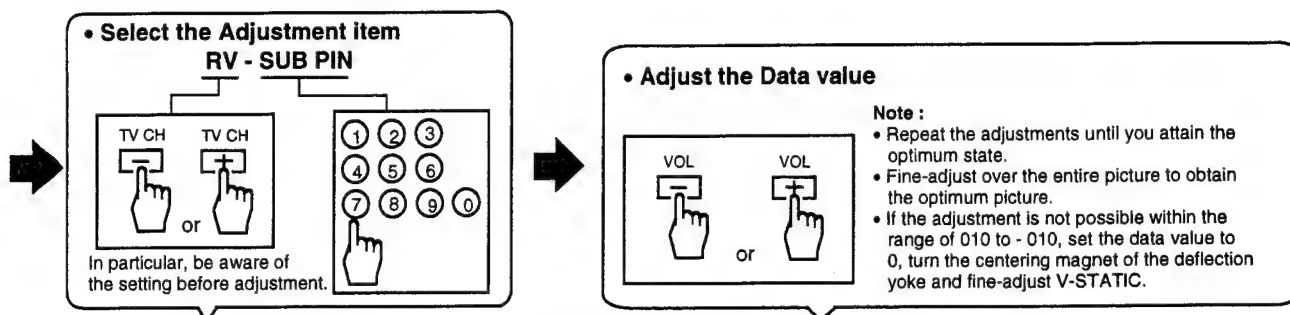 • Select the Adjustment item
RV - SUB PIN
TV CH TV CH
- +
or
1 2 3
4 5 6
7 8 9 0
In particular, be aware of
the setting before adjustment.
• Adjust the Data value
VOL VOL
- +
or
Note :
• Repeat the adjustments until you attain the
optimum state.
• Fine-adjust over the entire picture to obtain
the optimum picture.
• If the adjustment is not possible within the
range of 010 to - 010, set the data value to
0, turn the centering magnet of the deflection
yoke and fine-adjust V-STATIC.